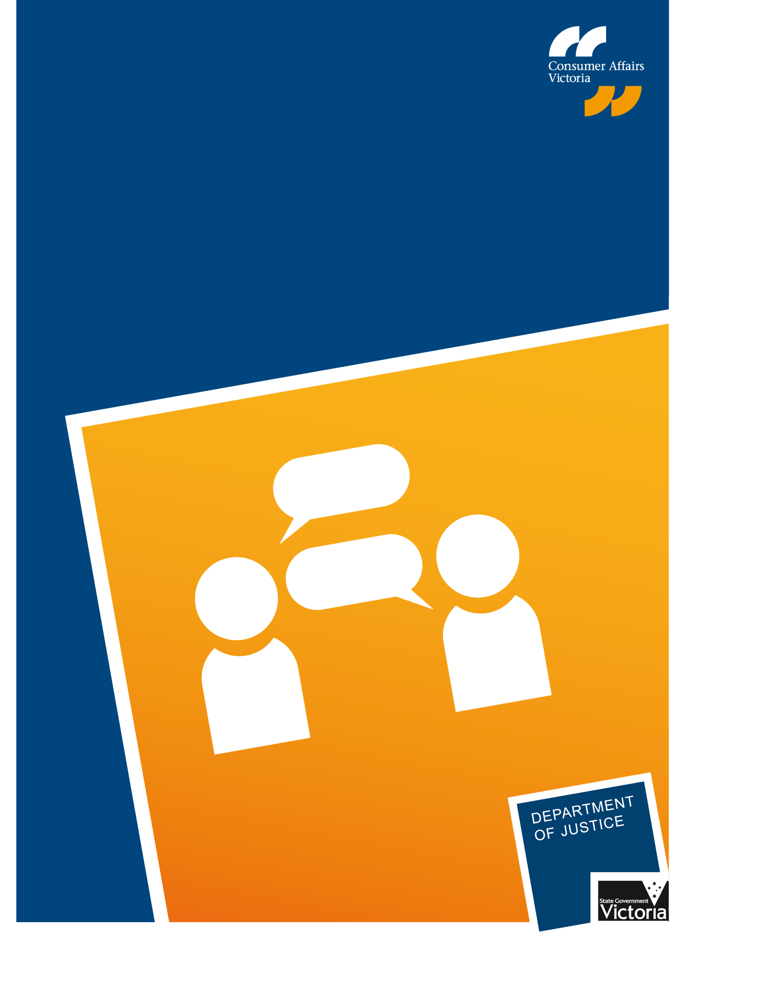 Consumer Affairs
Victoria
DEPARTMENT
OF JUSTICE
State Government
Victoria